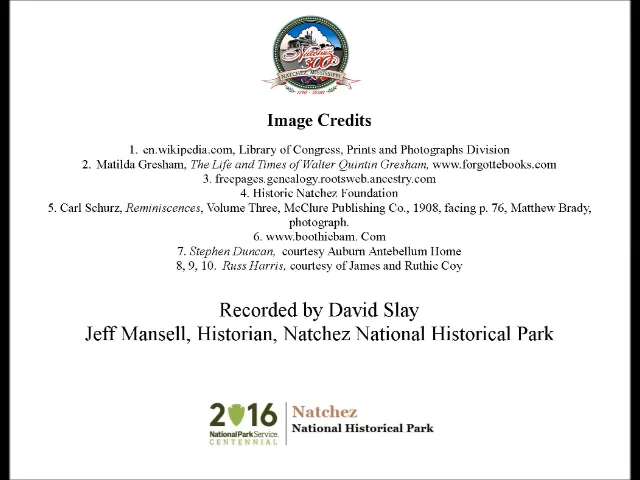 Natchez
300
NATCHEZ, MISSISSIPPI
1716 - 2016
Image Credits
1. en.wikipedia.com, Library of Congress, Prints and Photographs Division
2. Matilda Gresham, The Life and Times of Walter Quintin Gresham, www.forgottebooks.com
3. freepages.genealogy.rootsweb.ancestry.com
4. Historic Natchez Foundation
5. Carl Schurz, Reminiscences, Volume Three, McClure Publishing Co., 1908, facing p. 76, Matthew Brady,
photograph.
6. www.boothiebarn. Com
7. Stephen Duncan, courtesy Auburn Antebellum Home
8, 9, 10. Russ Harris, courtesy of James and Ruthie Coy
Recorded by David Slay
Jeff Mansell, Historian, Natchez National Historical Park
2016
National Park Service
CENTENNIAL
Natchez
National Historical Park